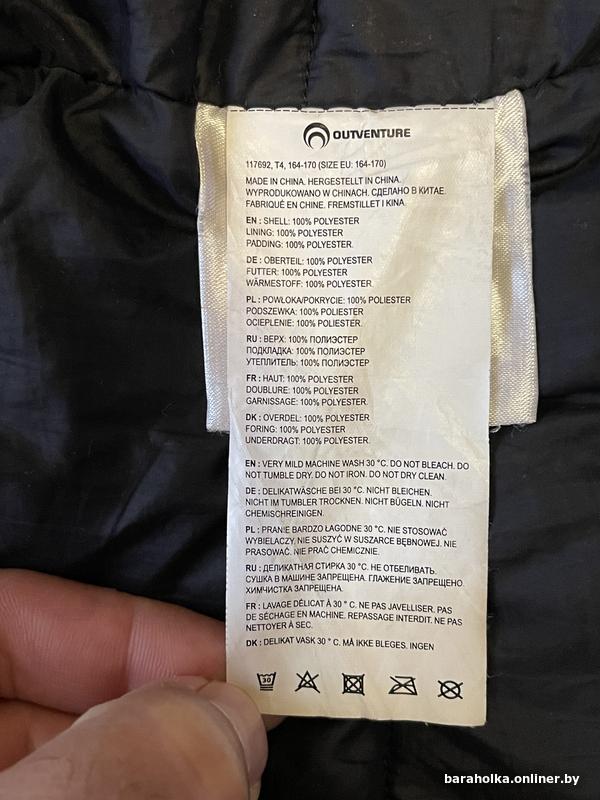 OUTVENTURE
117692, T4, 164-170 (SIZE EU: 164-170)
MADE IN CHINA. HERGESTELLT IN CHINA.
WYPRODUKOWANO W CHINACH. СДЕЛАНО В КИТАЕ.
FABRIQUÉ EN CHINE. FREMSTILLET I KINA.
EN : SHELL: 100% POLYESTER
LINING: 100% POLYESTER
PADDING: 100% POLYESTER.
DE : OBERTEIL: 100% POLYESTER
FUTTER: 100% POLYESTER
WÄRMESTOFF: 100% POLYESTER.
PL : POWŁOKA/POKRYCIE: 100% POLIESTER
PODSZEWKA: 100% POLIESTER
OCIEPLENIE: 100% POLIESTER.
RU : ВЕРХ: 100% ПОЛИЭСТЕР
ПОДКЛАДКА: 100% ПОЛИЭСТЕР
УТЕПЛИТЕЛЬ: 100% ПОЛИЭСТЕР
FR : HAUT: 100% POLYESTER
DOUBLURE: 100% POLYESTER
GARNISSAGE: 100% POLYESTER.
DK : OVERDEL: 100% POLYESTER
FORING: 100% POLYESTER
UNDERDRAGT: 100% POLYESTER.
EN : VERY MILD MACHINE WASH 30 °C. DO NOT BLEACH. DO
NOT TUMBLE DRY. DO NOT IRON. DO NOT DRY CLEAN.
DE : DELIKATWÄSCHE BEI 30 °C. NICHT BLEICHEN.
NICHT IM TUMBLER TROCKNEN. NICHT BÜGELN. NICHT
CHEMISCHREINIGEN.
PL : PRANIE BARDZO ŁAGODNE 30 °C. NIE STOSOWAĆ
WYBIELACZY, NIE SUSZYĆ W SUSZARCE BĘBNOWEJ. NIE
PRASOWAĆ. NIE PRAĆ CHEMICZNIE.
RU : ДЕЛИКАТНАЯ СТИРКА 30 °C. НЕ ОТБЕЛИВАТЬ.
СУШКА В МАШИНЕ ЗАПРЕЩЕНА. ГЛАЖЕНИЕ ЗАПРЕЩЕНО.
ХИМЧИСТКА ЗАПРЕЩЕНА.
FR : LAVAGE DÉLICAT À 30 ° C. NE PAS JAVELLISER. PAS
DE SÉCHAGE EN MACHINE. REPASSAGE INTERDIT. NE PAS
NETTOYER À SEC.
DK : DELIKAT VASK 30 ° C. MÅ IKKE BLEGES. INGEN
30
baraholka.onliner.by